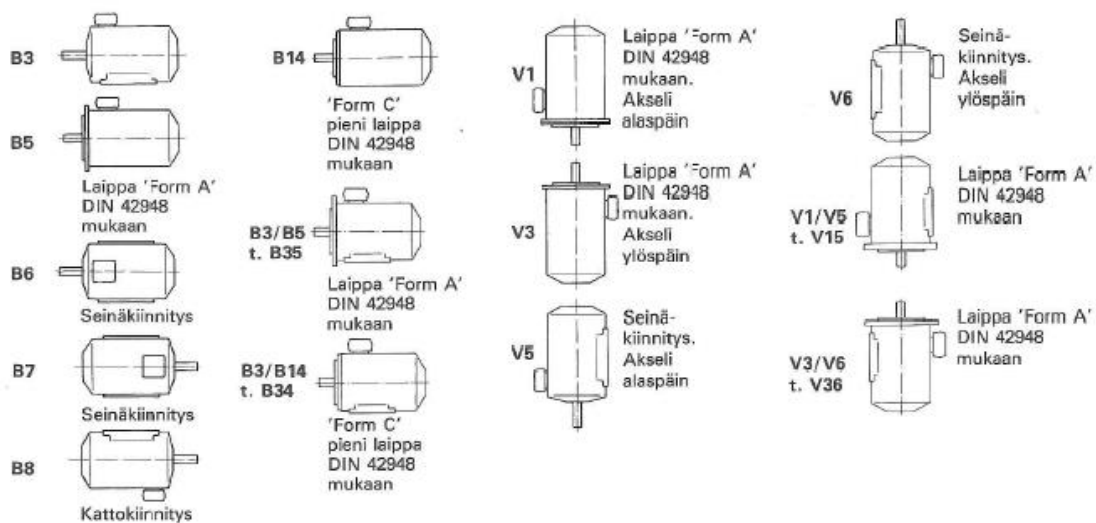 B3
B5
Laippa 'Form A'
DIN 42948
mukaan
B6
Seinäkiinnitys
B7
Seinäkiinnitys
B8
Kattokiinnitys
B14
'Form C'
pieni laippa
DIN 42948
mukaan
B3/B5
t. B35
Laippa 'Form A'
DIN 42948
mukaan
B3/B14
t. B34
'Form C'
pieni laippa
DIN 42948
mukaan
V1
Laippa 'Form A'
DIN 42948
mukaan.
Akseli
alaspäin
V3
Laippa 'Form A'
DIN 42948
mukaan.
Akseli
ylöspäin
V5
Seinä-
kiinnitys.
Akseli
alaspäin
V6
Seinä-
kiinnitys.
Akseli
ylöspäin
V1/V5
t. V15
Laippa 'Form A'
DIN 42948
mukaan
V3/V6
t. V36
Laippa 'Form A'
DIN 42948
mukaan